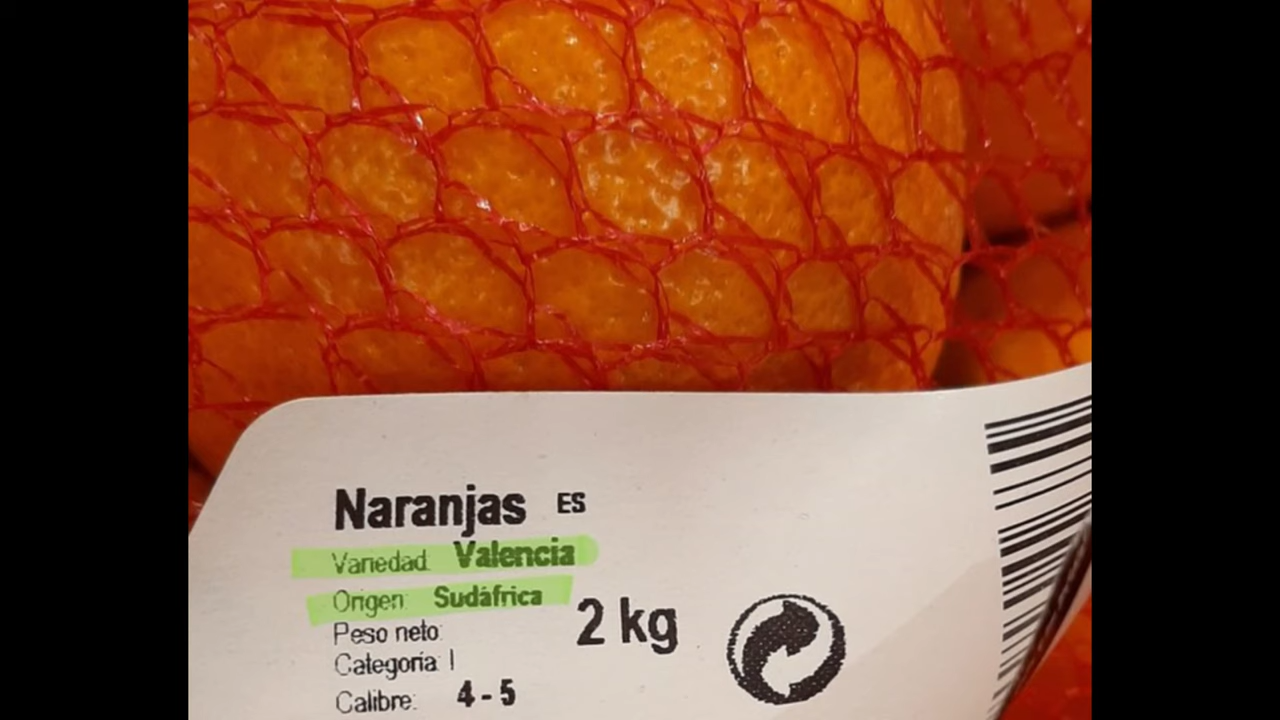 Naranjas ES
Variedad: Valencia
Origen: Sudáfrica
Peso neto: 2 kg
Categoría I
Calibre: 4 - 5